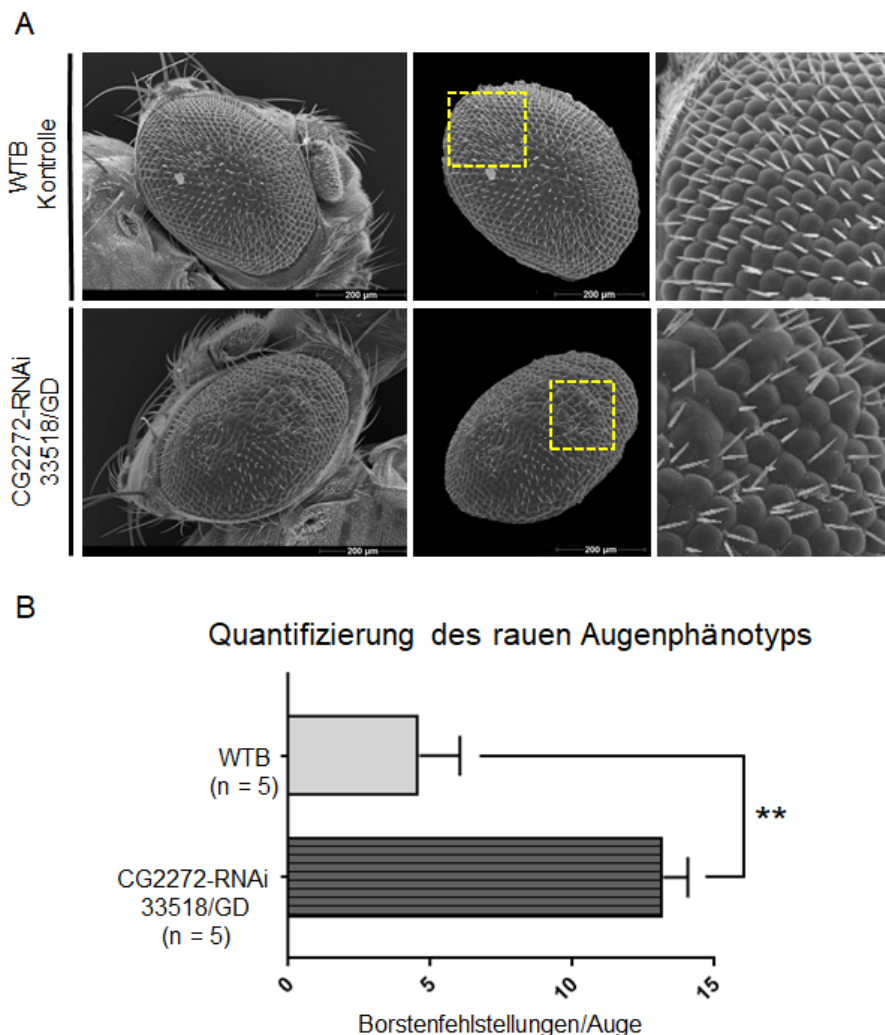 A
WTB
Kontrolle
200 µm
200 µm
CG2272-RNAi
33518/GD
200 µm
200 µm
B
Quantifizierung des rauen Augenphänotyps
WTB
(n = 5)
**
CG2272-RNAi
33518/GD
(n = 5)
0
5
10
15
Borstenfehlstellungen/Auge